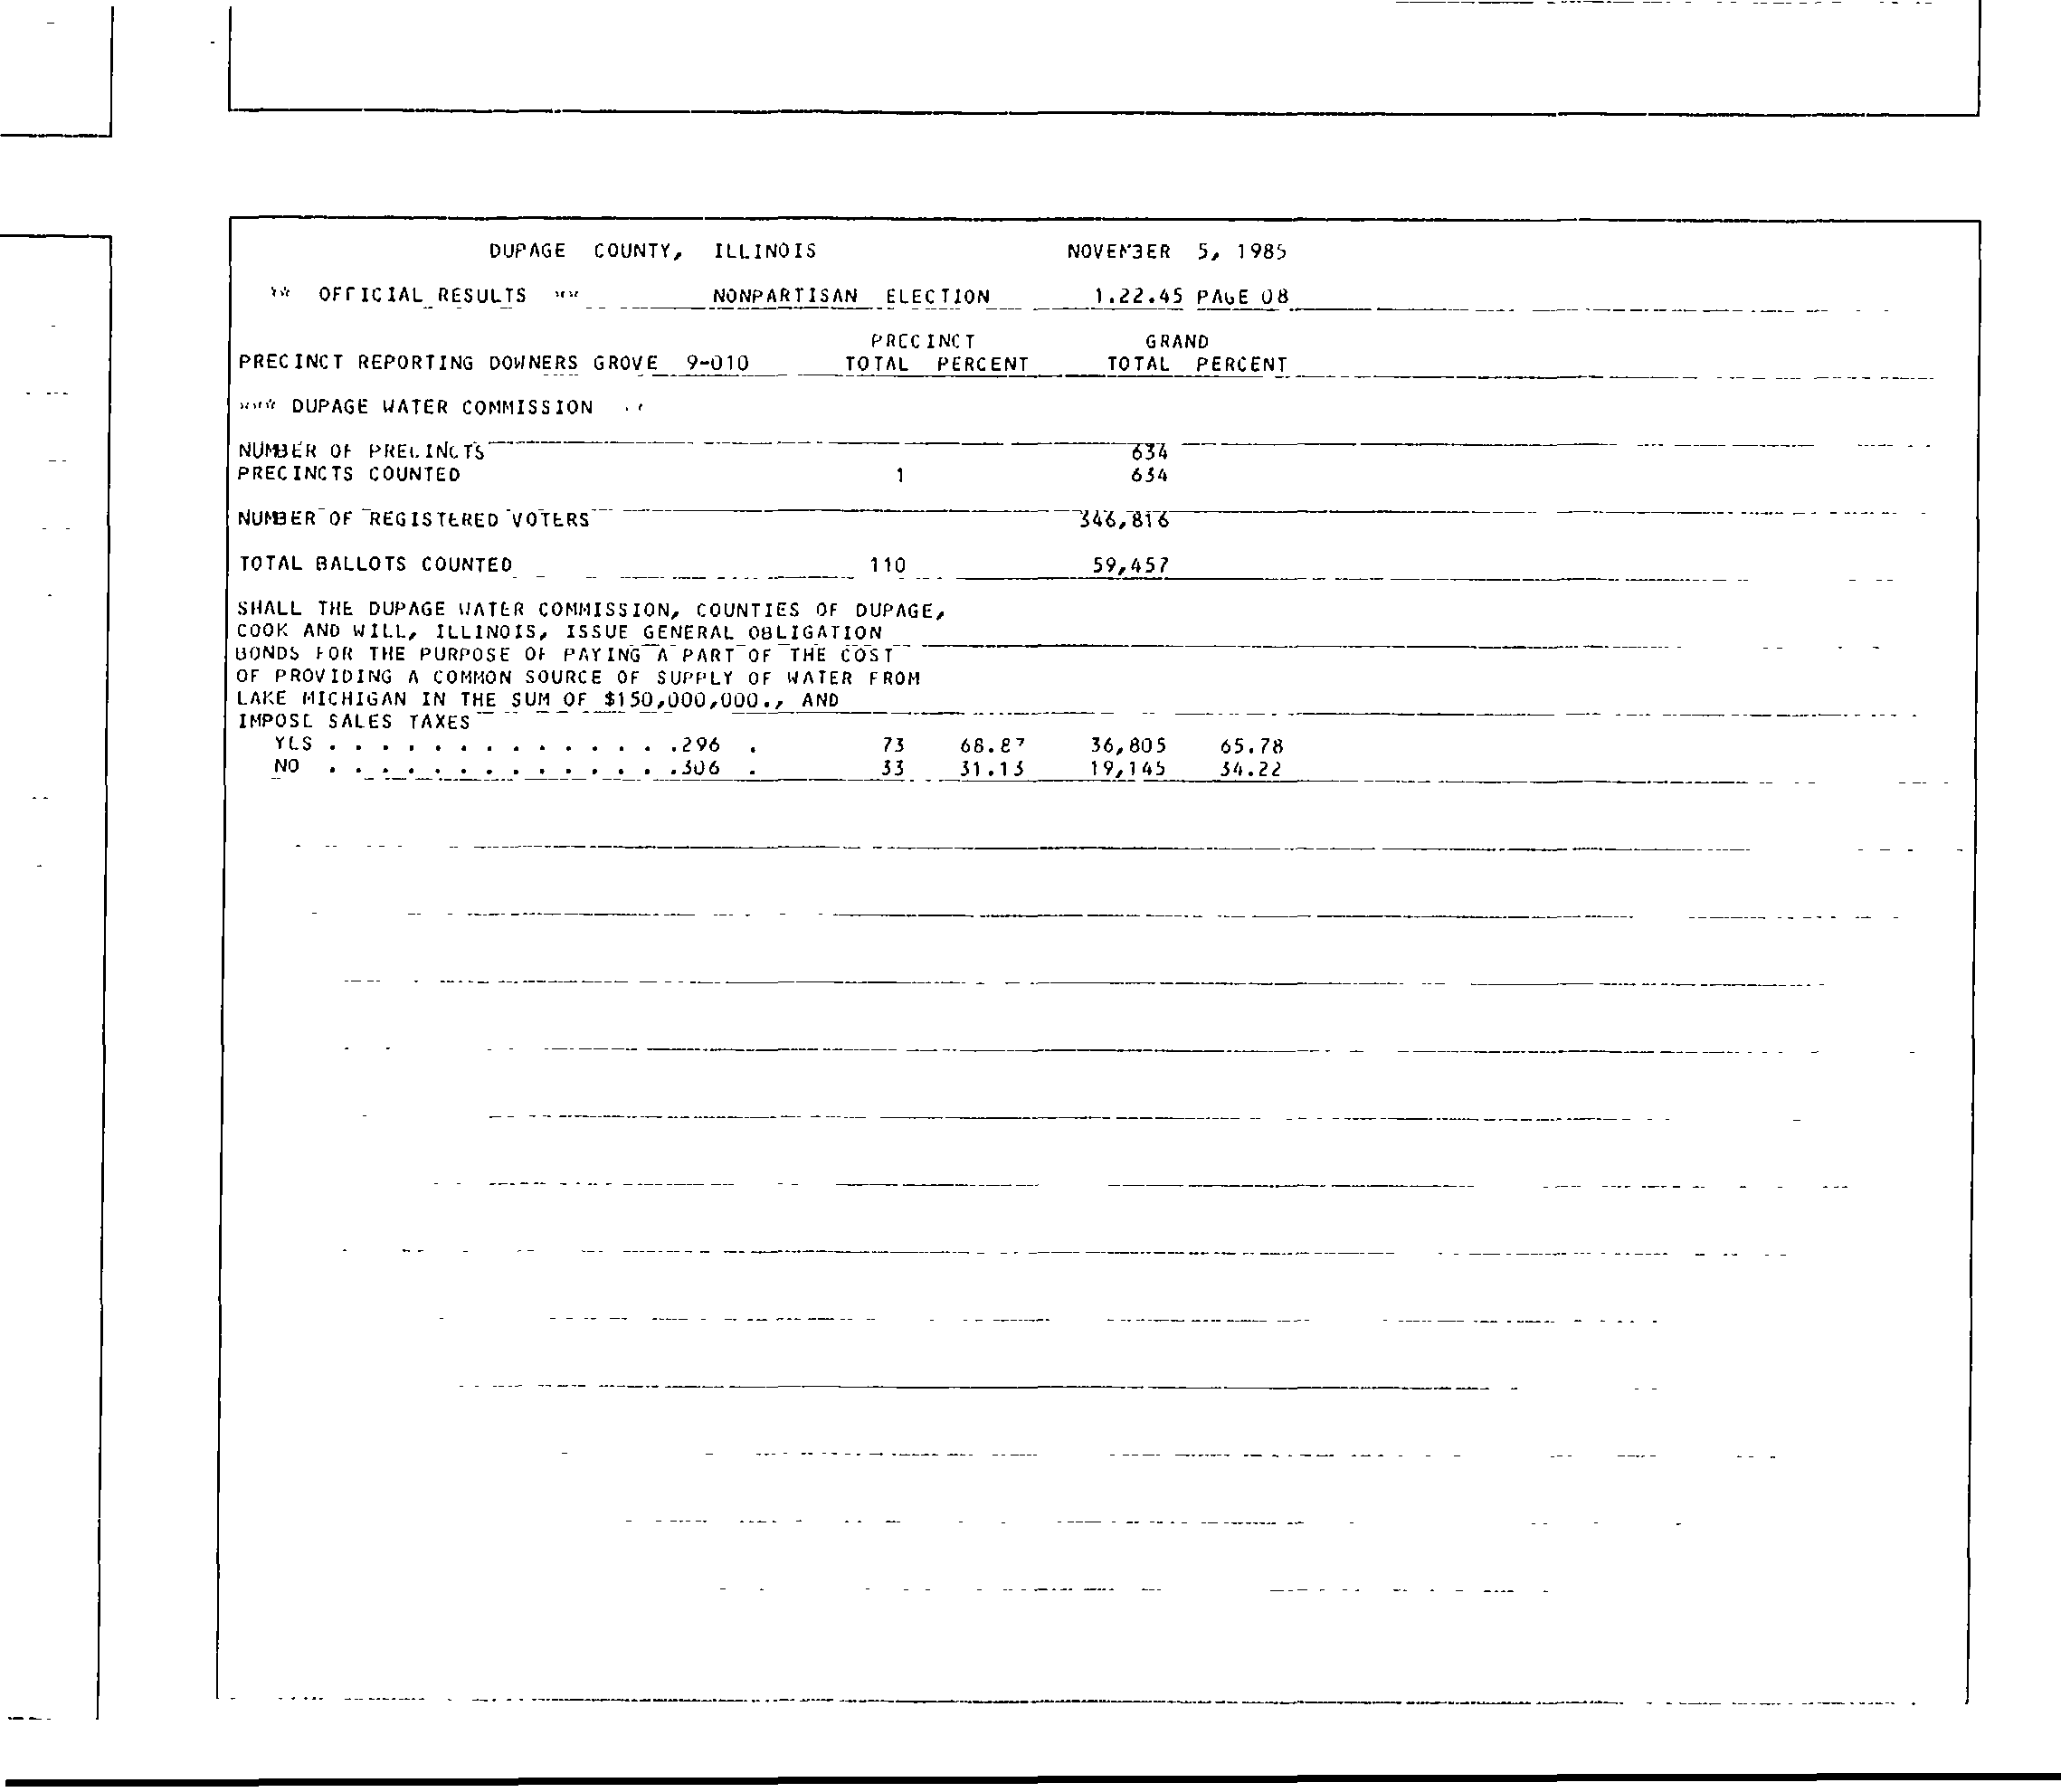 DUPAGE COUNTY, ILLINOIS NOVEMBER 5, 1985
** OFFICIAL RESULTS ** NONPARTISAN ELECTION 1.22.45 PAGE 08
PRECINCT GRAND
PRECINCT REPORTING DOWNERS GROVE 9-010 TOTAL PERCENT TOTAL PERCENT
*** DUPAGE WATER COMMISSION
NUMBER OF PRECINCTS 634
PRECINCTS COUNTED 1 634
NUMBER OF REGISTERED VOTERS 346,816
TOTAL BALLOTS COUNTED 110 59,457
SHALL THE DUPAGE WATER COMMISSION, COUNTIES OF DUPAGE,
COOK AND WILL, ILLINOIS, ISSUE GENERAL OBLIGATION
BONDS FOR THE PURPOSE OF PAYING A PART OF THE COST
OF PROVIDING A COMMON SOURCE OF SUPPLY OF WATER FROM
LAKE MICHIGAN IN THE SUM OF $150,000,000., AND
IMPOSE SALES TAXES
YES . . . . . . . . . . . . . .296 . 73 68.87 36,805 65.78
NO . . . . . . . . . . . . . .306 . 33 31.13 19,145 34.22